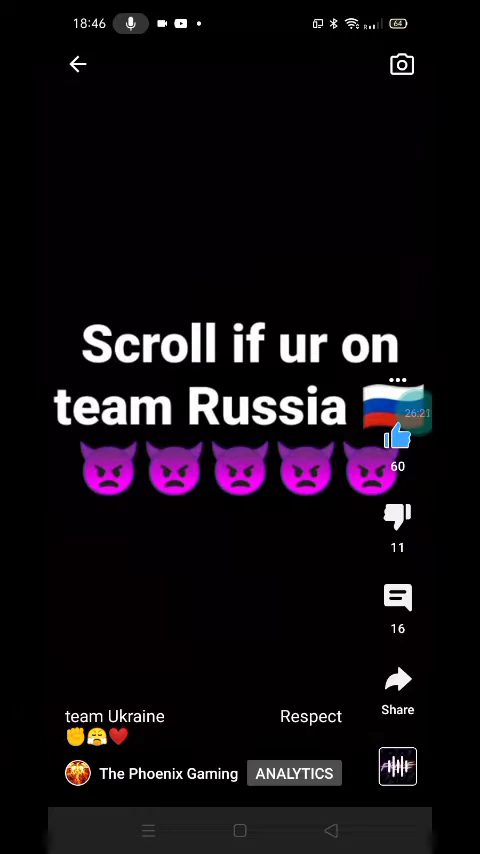 18:46
64
Scroll if ur on
team Russia 🇷🇺
😈😈😈😈😈
26:21
60
11
16
team Ukraine Respect
✊😤❤️
Share
The Phoenix Gaming ANALYTICS